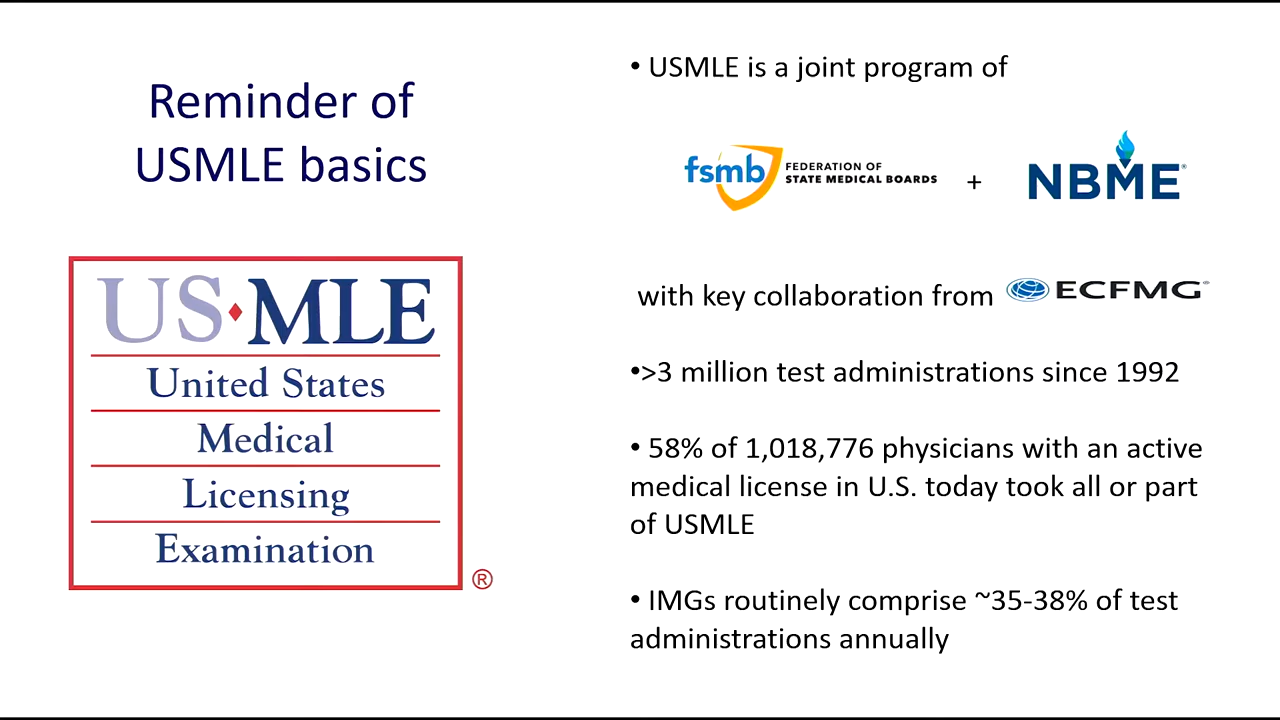 Reminder of
USMLE basics
US♦MLE
United States
Medical
Licensing
Examination
®
• USMLE is a joint program of
fsmb FEDERATION OF
STATE MEDICAL BOARDS
+
NBME®
with key collaboration from ECFMG®
•>3 million test administrations since 1992
• 58% of 1,018,776 physicians with an active
medical license in U.S. today took all or part
of USMLE
• IMGs routinely comprise ~35-38% of test
administrations annually